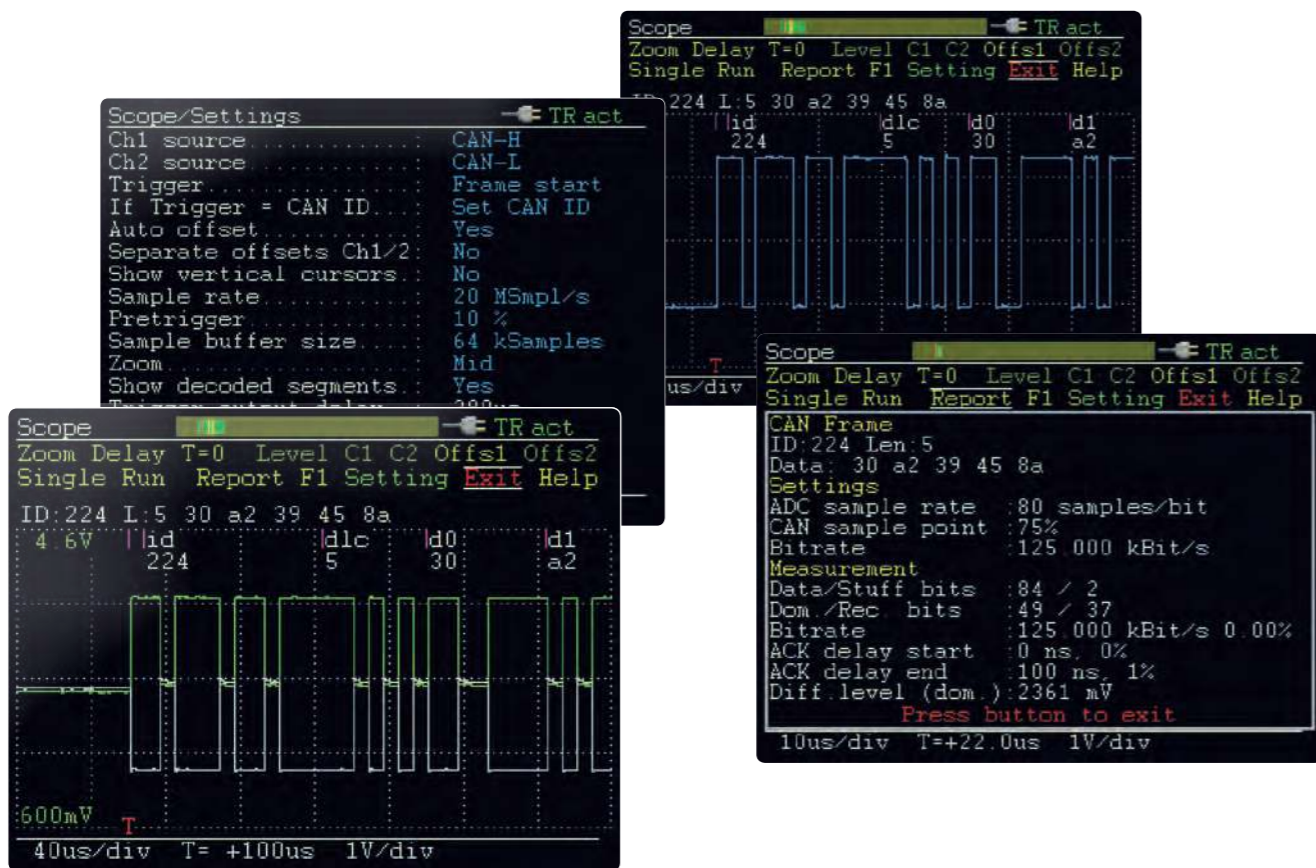 Scope TR act
Zoom Delay T=0 Level C1 C2 Offs1 Offs2
Single Run Report F1 Setting Exit Help
ID:224 L:5 30 a2 39 45 8a
id dlc d0 d1
224 5 30 a2
T
us/div
Scope/Settings TR act
Ch1 source.............: CAN-H
Ch2 source.............: CAN-L
Trigger................: Frame start
If Trigger = CAN ID....: Set CAN ID
Auto offset............: Yes
Separate offsets Ch1/2: No
Show vertical cursors.: No
Sample rate............: 20 MSmpl/s
Pretrigger.............: 10 %
Sample buffer size....: 64 kSamples
Zoom...................: Mid
Show decoded segments.: Yes
Scope TR act
Zoom Delay T=0 Level C1 C2 Offs1 Offs2
Single Run Report F1 Setting Exit Help
CAN Frame
ID:224 Len:5
Data: 30 a2 39 45 8a
Settings
ADC sample rate :80 samples/bit
CAN sample point :75%
Bitrate :125.000 kBit/s
Measurement
Data/Stuff bits :84 / 2
Dom./Rec. bits :49 / 37
Bitrate :125.000 kBit/s 0.00%
ACK delay start :0 ns, 0%
ACK delay end :100 ns, 1%
Diff.level (dom.):2361 mV
Press button to exit
10us/div T=+22.0us 1V/div
Scope TR act
Zoom Delay T=0 Level C1 C2 Offs1 Offs2
Single Run Report F1 Setting Exit Help
ID:224 L:5 30 a2 39 45 8a
4.6V id dlc d0 d1
224 5 30 a2
600mV T
40us/div T= +100us 1V/div